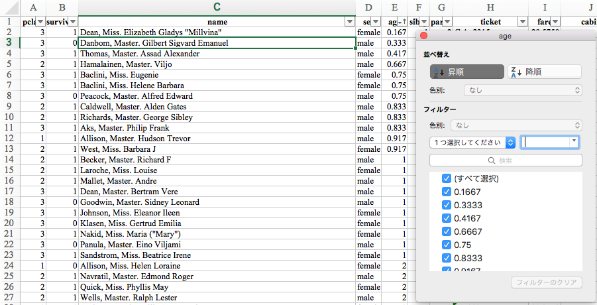 A B C D E F G H I J
1 pcla surviv name se ag sib par ticket fare cabi
2 3 1 Dean, Miss. Elizabeth Gladys "Millvina" female 0.167
3 3 0 Danbom, Master. Gilbert Sigvard Emanuel male 0.333
4 3 1 Thomas, Master. Assad Alexander male 0.417
5 2 1 Hamalainen, Master. Viljo male 0.667
6 3 1 Baclini, Miss. Eugenie female 0.75
7 3 1 Baclini, Miss. Helene Barbara female 0.75
8 3 0 Peacock, Master. Alfred Edward male 0.75
9 2 1 Caldwell, Master. Alden Gates male 0.833
10 2 1 Richards, Master. George Sibley male 0.833
11 3 1 Aks, Master. Philip Frank male 0.833
12 1 1 Allison, Master. Hudson Trevor male 0.917
13 2 1 West, Miss. Barbara J female 0.917
14 2 1 Becker, Master. Richard F male 1
15 2 1 Laroche, Miss. Louise female 1
16 2 1 Mallet, Master. Andre male 1
17 3 1 Dean, Master. Bertram Vere male 1
18 3 0 Goodwin, Master. Sidney Leonard male 1
19 3 1 Johnson, Miss. Eleanor Ileen female 1
20 3 0 Klasen, Miss. Gertrud Emilia female 1
21 3 1 Nakid, Miss. Maria ("Mary") female 1
22 3 0 Panula, Master. Eino Viljami male 1
23 3 1 Sandstrom, Miss. Beatrice Irene female 1
24 1 0 Allison, Miss. Helen Loraine female 2
25 2 1 Navratil, Master. Edmond Roger male 2
26 2 1 Quick, Miss. Phyllis May female 2
27 2 1 Wells, Master. Ralph Lester male 2
age
並べ替え
昇順 降順
色別: なし
フィルター
色別: なし
1 つ選択してください
検索
(すべて選択)
0.1667
0.3333
0.4167
0.6667
0.75
0.8333
0.9167
フィルターのクリア